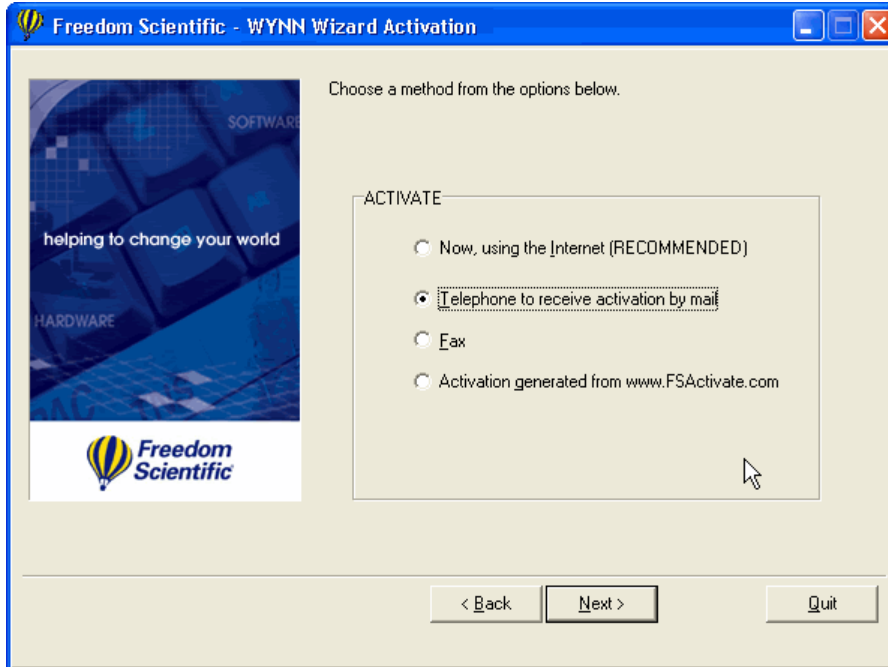 Freedom Scientific - WYNN Wizard Activation
Choose a method from the options below.
SOFTWARE
helping to change your world
HARDWARE
Freedom
Scientific
ACTIVATE
Now, using the Internet (RECOMMENDED)
Telephone to receive activation by mail
Fax
Activation generated from www.FSActivate.com
< Back
Next >
Quit